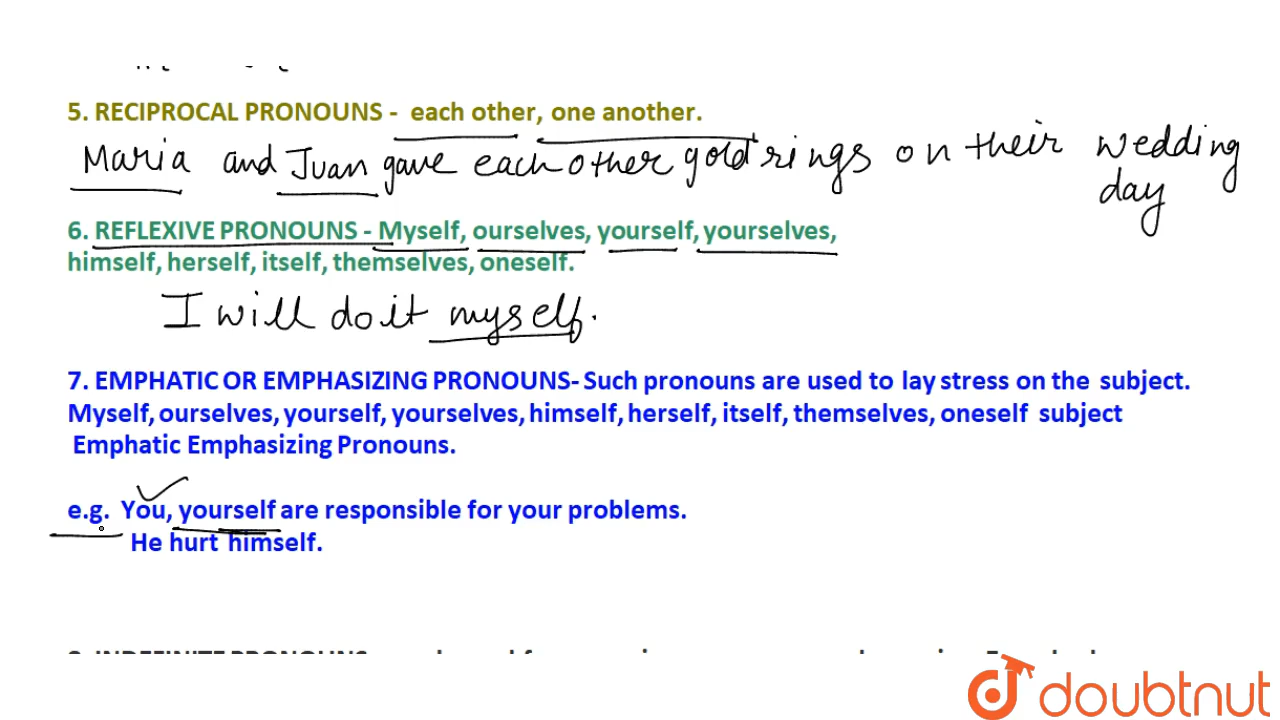 5. RECIPROCAL PRONOUNS - each other, one another.
Maria and Juan gave each other gold rings on their wedding
day
6. REFLEXIVE PRONOUNS - Myself, ourselves, yourself, yourselves,
himself, herself, itself, themselves, oneself.
I will do it myself.
7. EMPHATIC OR EMPHASIZING PRONOUNS- Such pronouns are used to lay stress on the subject.
Myself, ourselves, yourself, yourselves, himself, herself, itself, themselves, oneself subject
Emphatic Emphasizing Pronouns.
e.g. You, yourself are responsible for your problems.
He hurt himself.
INDEFINITE PRONOUNS
doubtnut